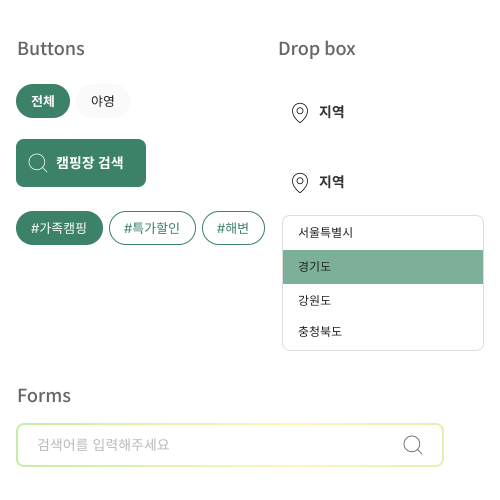 Buttons
Drop box
전체
야영
지역
캠핑장 검색
지역
#가족캠핑
#특가할인
#해변
서울특별시
경기도
강원도
충청북도
Forms
검색어를 입력해주세요